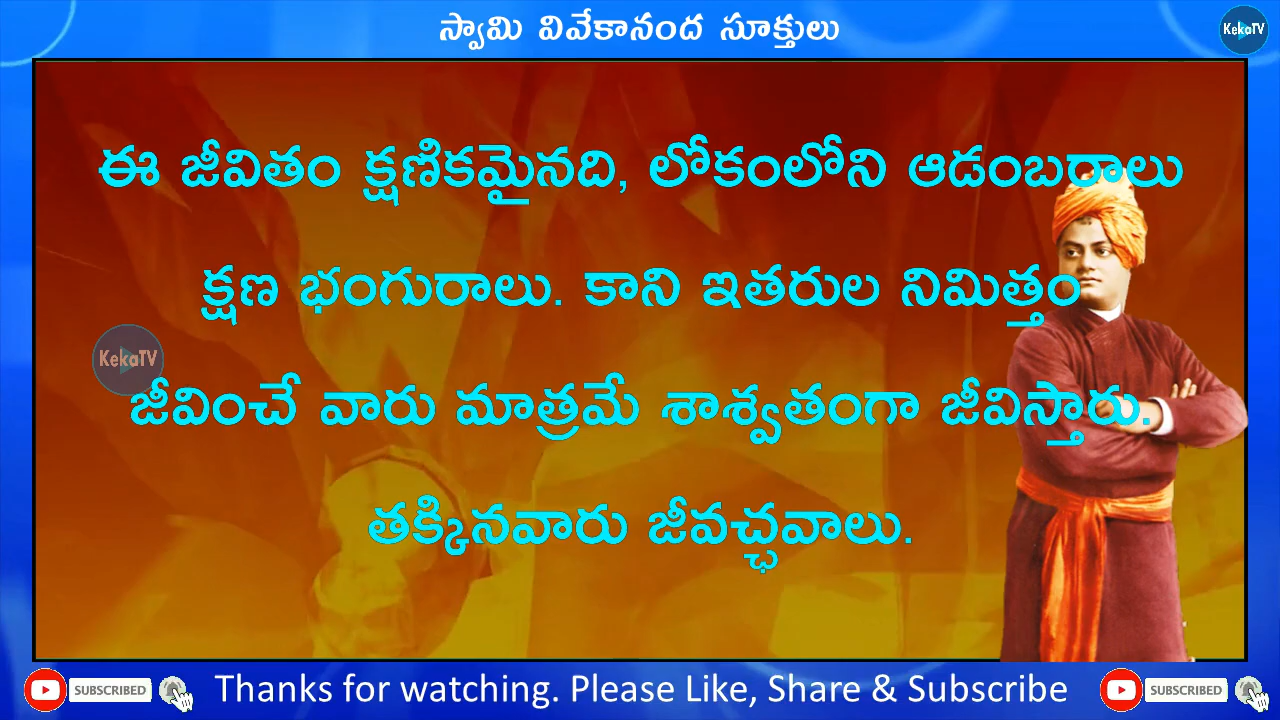 స్వామి వివేకానంద సూక్తులు
KekaTV
ఈ జీవితం క్షణికమైనది, లోకంలోని ఆడంబరాలు
క్షణ భంగురాలు. కాని ఇతరుల నిమిత్తం
KekaTV
జీవించే వారు మాత్రమే శాశ్వతంగా జీవిస్తారు.
తక్కినవారు జీవచ్ఛవాలు.
SUBSCRIBED
Thanks for watching. Please Like, Share & Subscribe
SUBSCRIBED